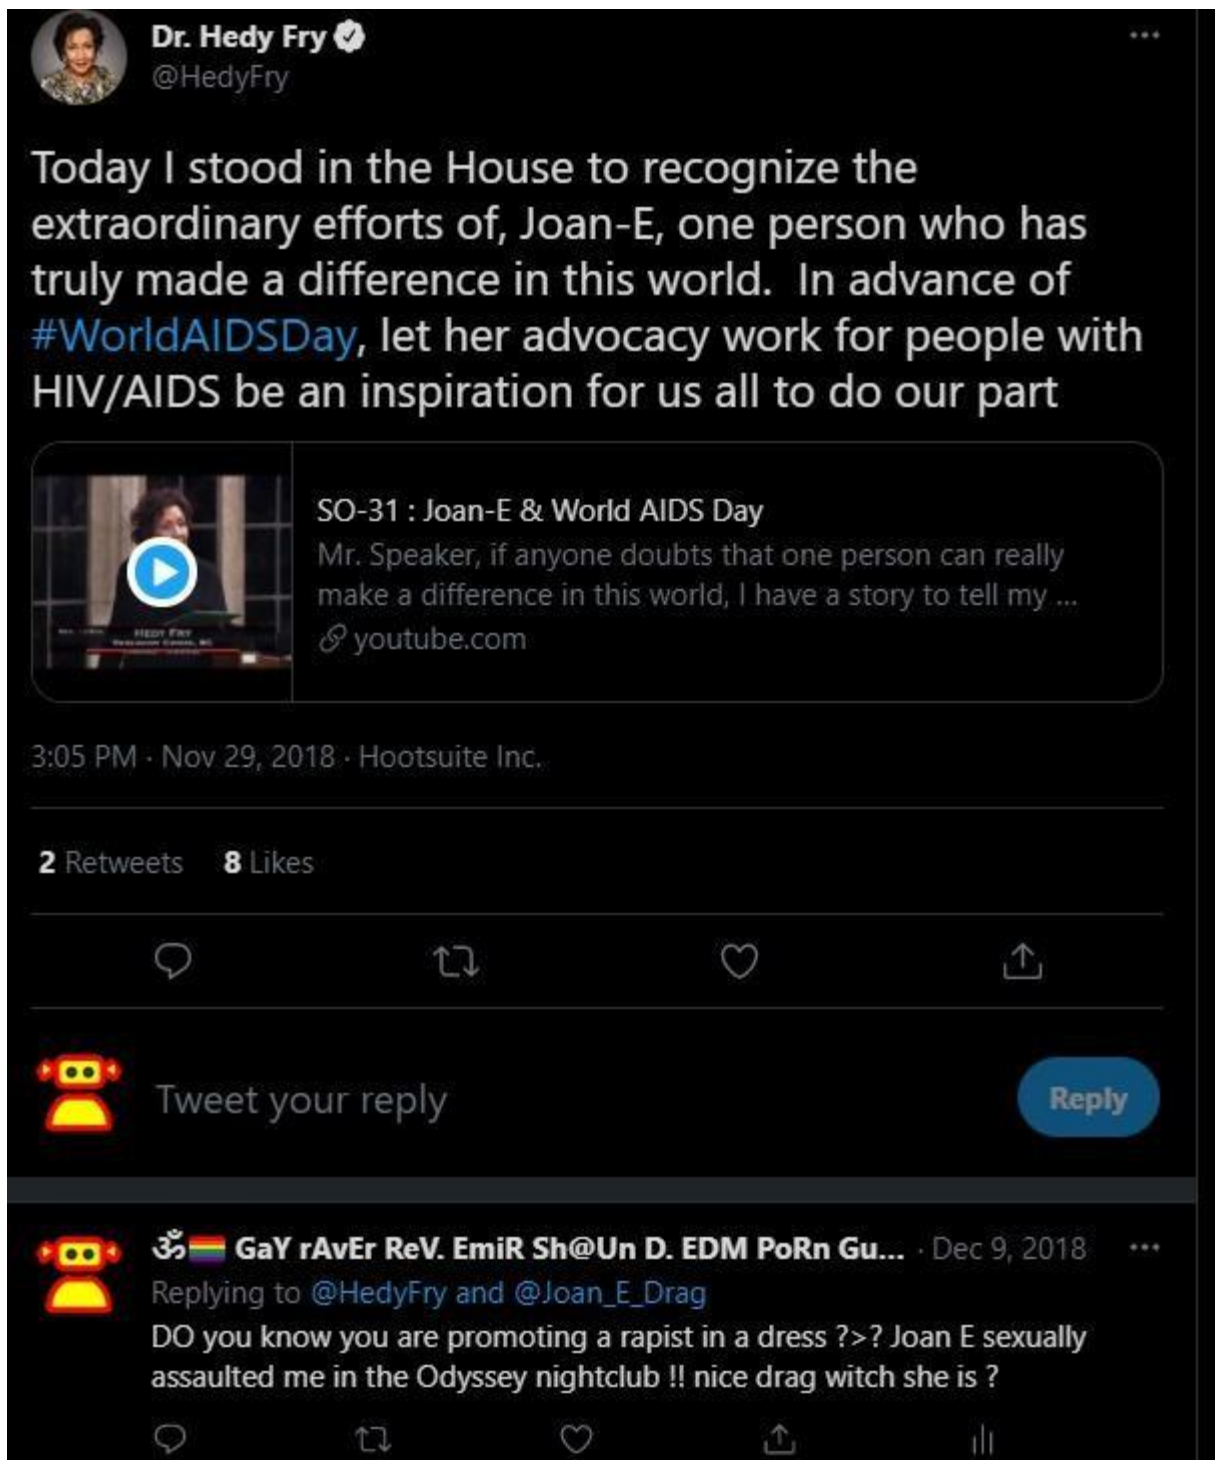 Dr. Hedy Fry
@HedyFry
Today I stood in the House to recognize the
extraordinary efforts of, Joan-E, one person who has
truly made a difference in this world.  In advance of
#WorldAIDSDay, let her advocacy work for people with
HIV/AIDS be an inspiration for us all to do our part
SO-31 : Joan-E & World AIDS Day
Mr. Speaker, if anyone doubts that one person can really
make a difference in this world, I have a story to tell my ...
youtube.com
HEDY FRY
3:05 PM · Nov 29, 2018 · Hootsuite Inc.
2 Retweets 8 Likes
Tweet your reply
Reply
ॐ GaY rAvEr ReV. EmiR Sh@Un D. EDM PoRn Gu... · Dec 9, 2018
Replying to @HedyFry and @Joan_E_Drag
DO you know you are promoting a rapist in a dress ?>? Joan E sexually
assaulted me in the Odyssey nightclub !! nice drag witch she is ?